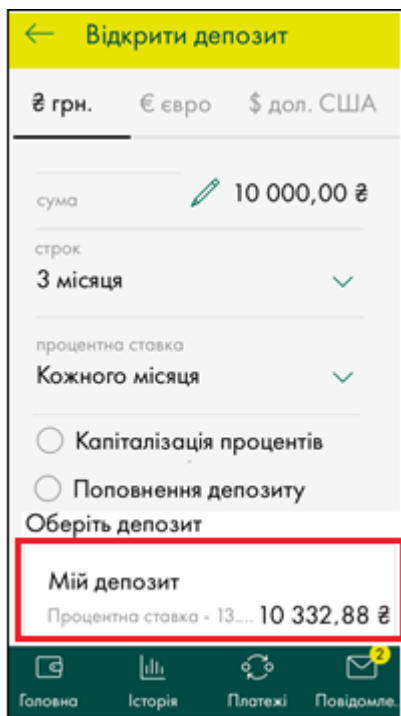 ← Відкрити депозит
₴ грн. € євро $ дол. США
сума 10 000,00 ₴
строк
3 місяця
процентна ставка
Кожного місяця
Капіталізація процентів
Поповнення депозиту
Оберіть депозит
Мій депозит
Процентна ставка - 13.... 10 332,88 ₴
2
Головна Історія Платежі Повідомле..